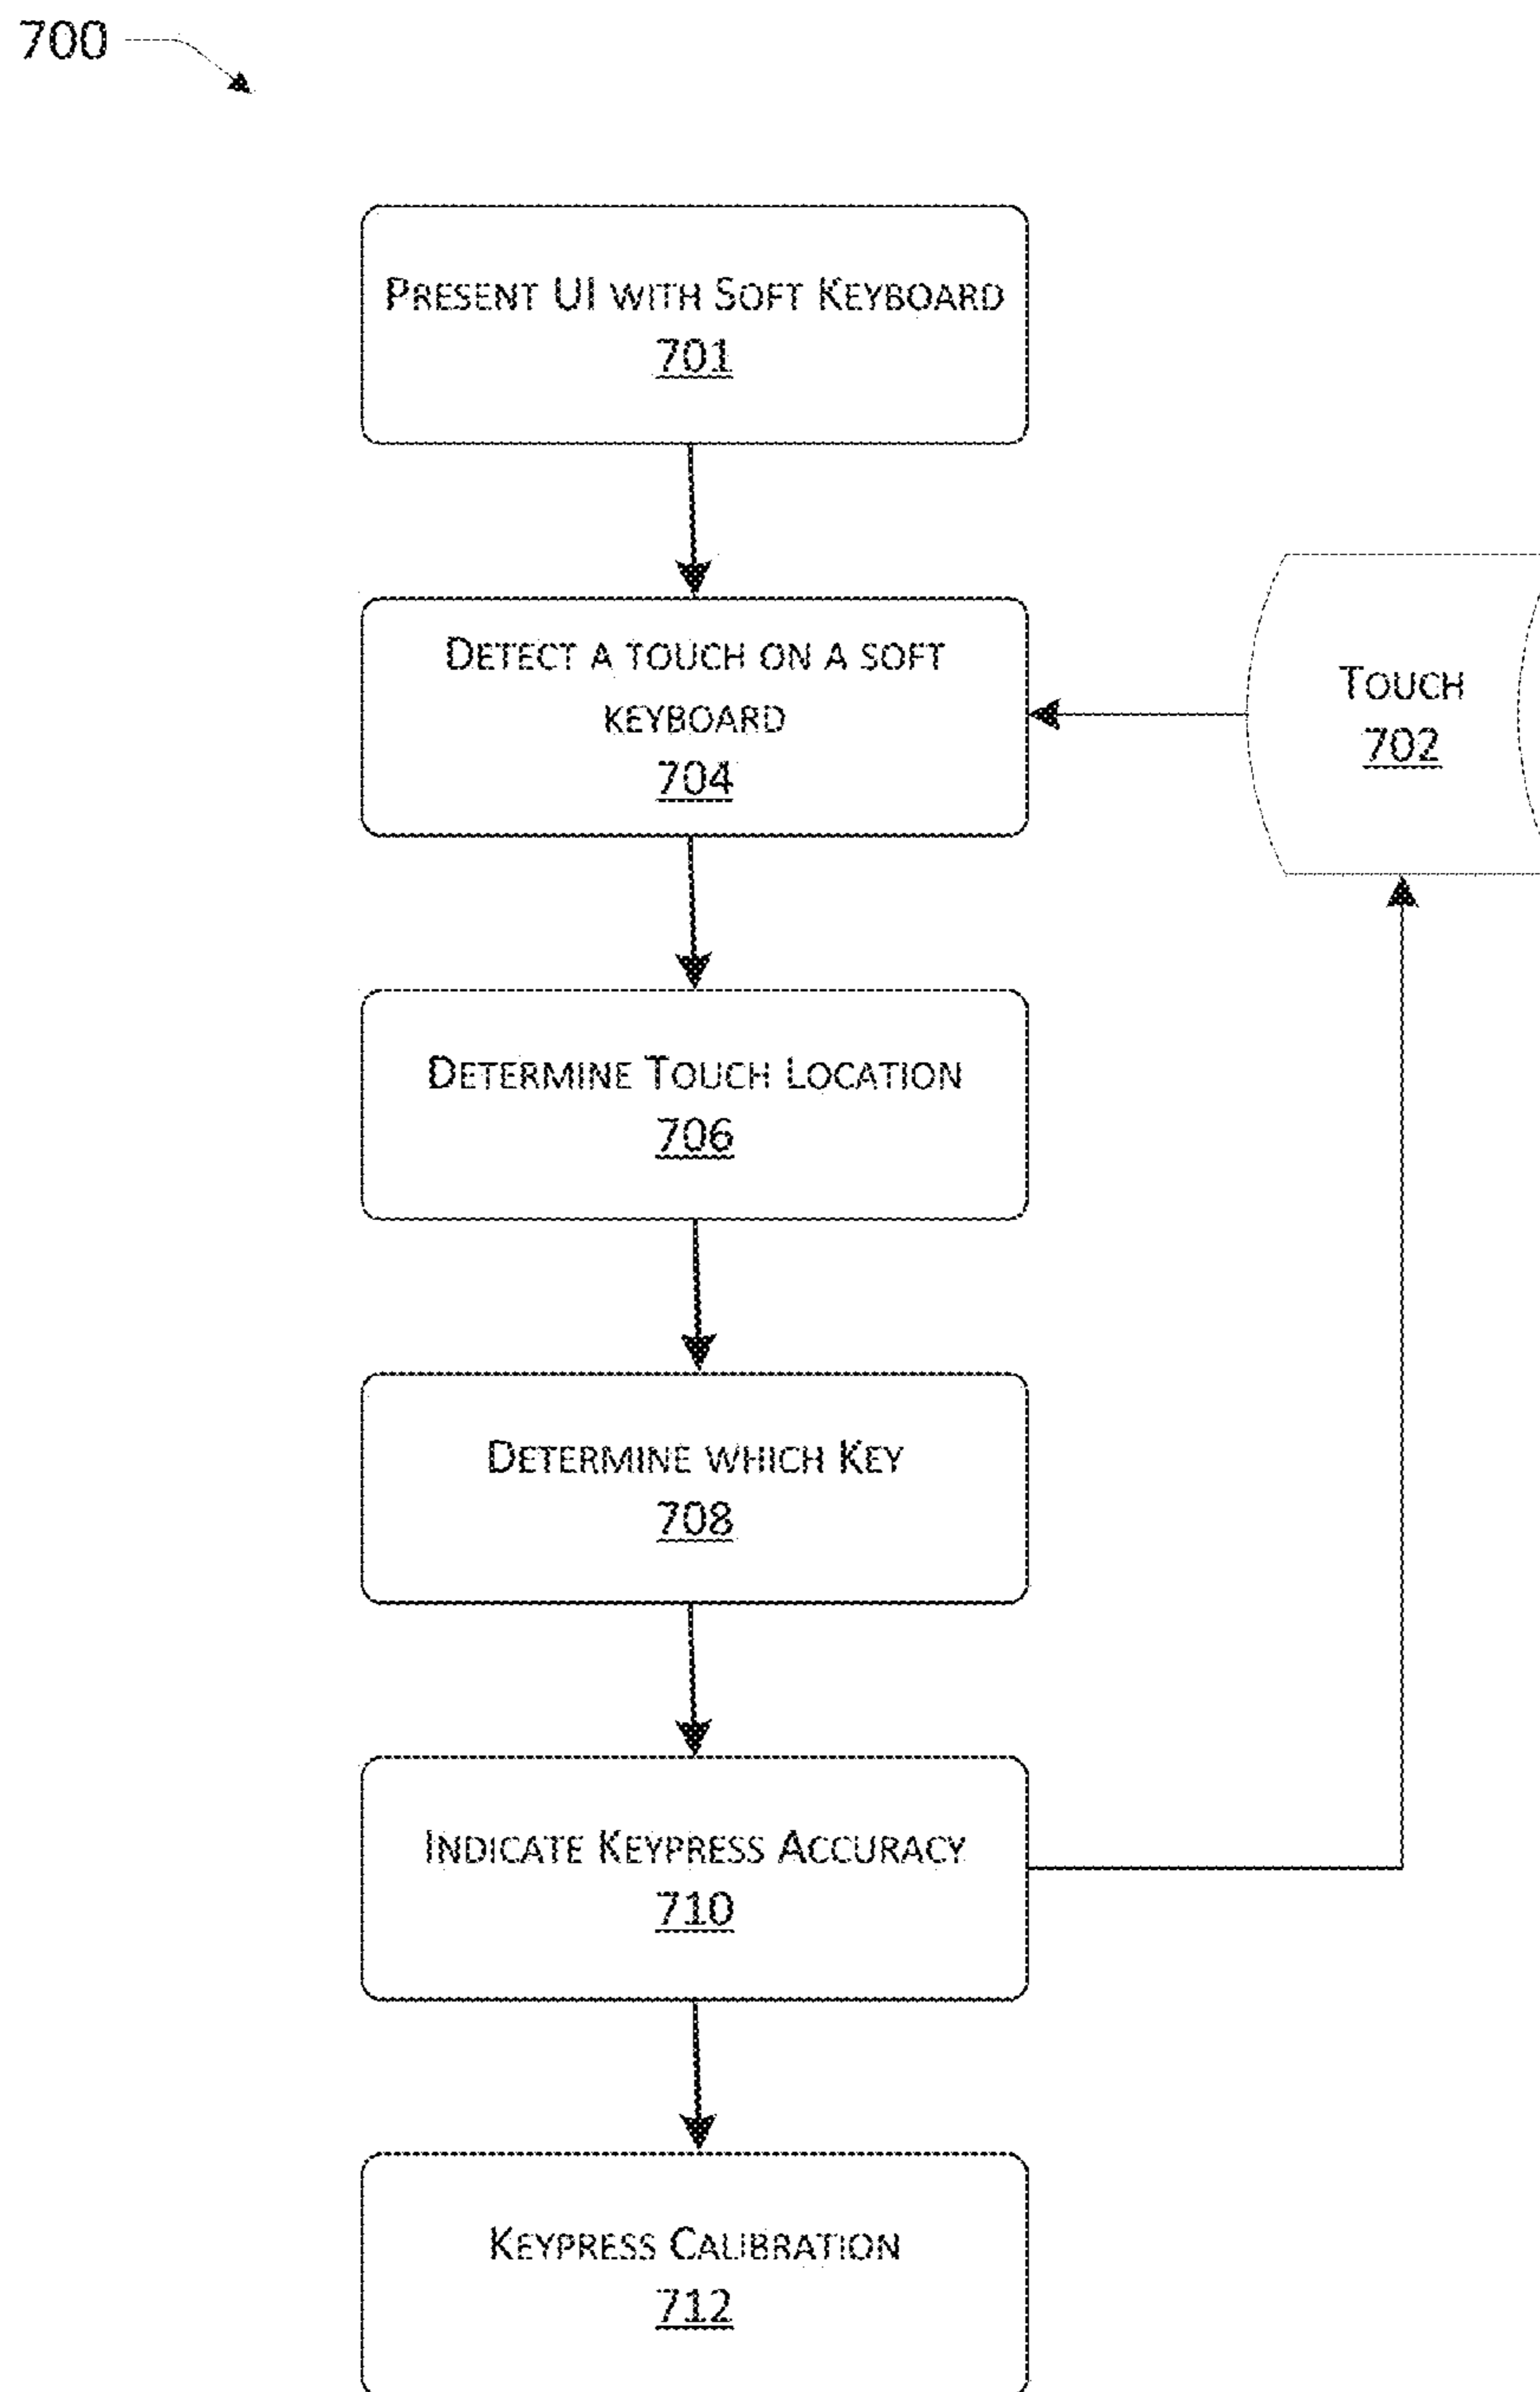 700
PRESENT UI WITH SOFT KEYBOARD
701
DETECT A TOUCH ON A SOFT
KEYBOARD
704
TOUCH
702
DETERMINE TOUCH LOCATION
706
DETERMINE WHICH KEY
708
INDICATE KEYPRESS ACCURACY
710
KEYPRESS CALIBRATION
712